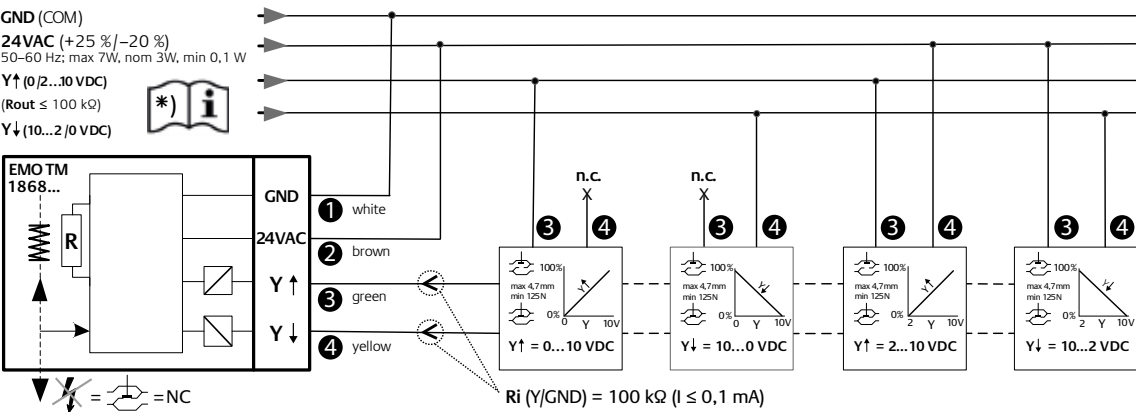 GND (COM)
24VAC (+25 %/−20 %)
50–60 Hz; max 7W, nom 3W, min 0,1 W
Y↑ (0/2...10 VDC)
(Rout ≤ 100 kΩ)
Y↓ (10...2 /0 VDC)
*) i
EMO TM
1868...
R
GND
24VAC
Y ↑
Y ↓
1 white
2 brown
3 green
4 yellow
= = NC
n.c.
3 4
100%
max 4,7mm
min 125N
0%
Y↑
0 Y 10V
Y↑ = 0...10 VDC
n.c.
3 4
100%
max 4,7mm
min 125N
0%
Y↓
0 Y 10V
Y↓ = 10...0 VDC
3 4
100%
max 4,7mm
min 125N
0%
Y↑
2 Y 10V
Y↑ = 2...10 VDC
3 4
100%
max 4,7mm
min 125N
0%
Y↓
2 Y 10V
Y↓ = 10...2 VDC
Ri (Y/GND) = 100 kΩ (I ≤ 0,1 mA)